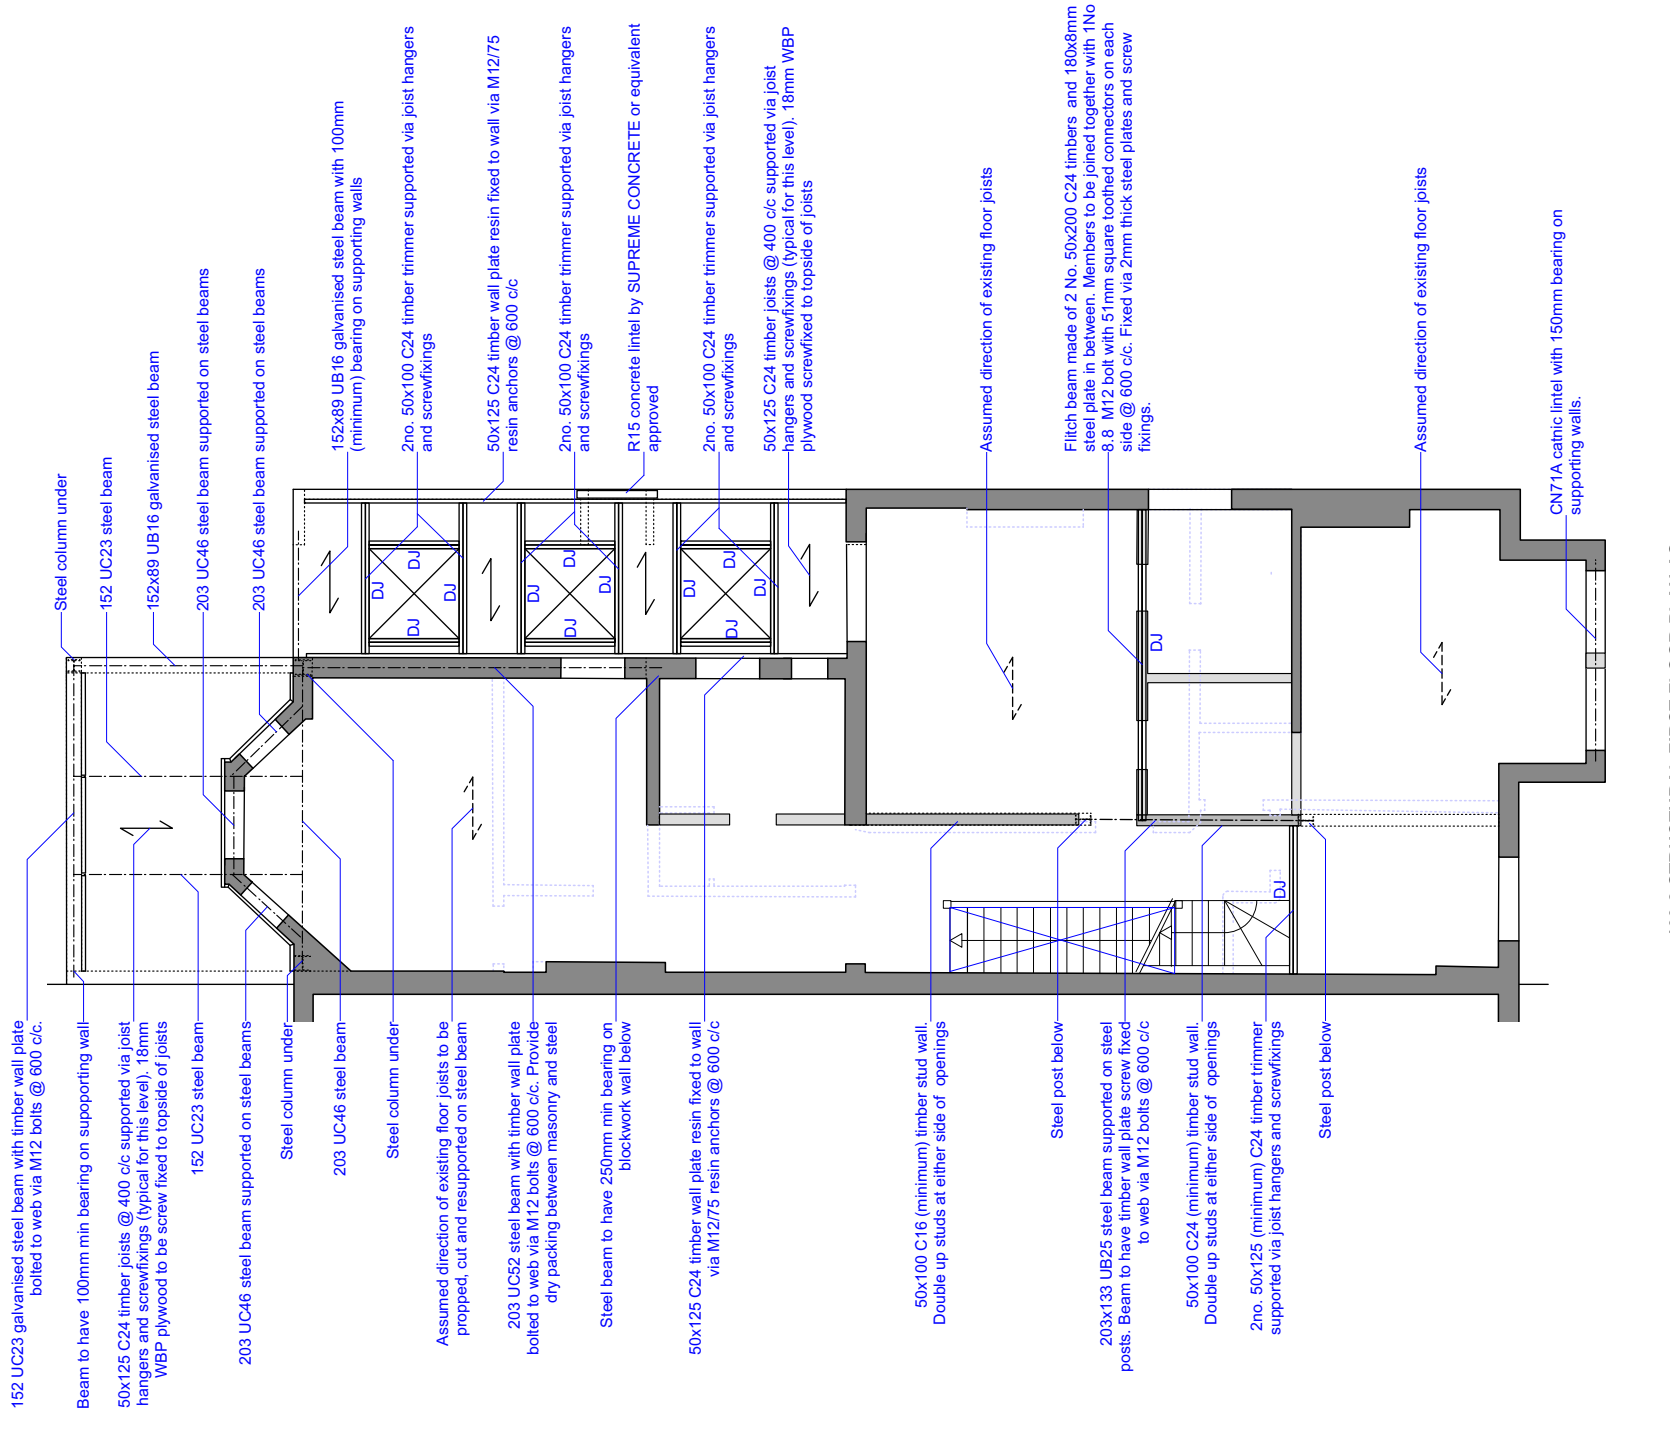 Steel column under
152 UC23 steel beam
152x89 UB16 galvanised steel beam
203 UC46 steel beam supported on steel beams
203 UC46 steel beam supported on steel beams
152x89 UB16 galvanised steel beam with 100mm
(minimum) bearing on supporting walls
2no. 50x100 C24 timber trimmer supported via joist hangers
and screwfixings
50x125 C24 timber wall plate resin fixed to wall via M12/75
resin anchors @ 600 c/c
2no. 50x100 C24 timber trimmer supported via joist hangers
and screwfixings
R15 concrete lintel by SUPREME CONCRETE or equivalent
approved
2no. 50x100 C24 timber trimmer supported via joist hangers
and screwfixings
50x125 C24 timber joists @ 400 c/c supported via joist
hangers and screwfixings (typical for this level). 18mm WBP
plywood screwfixed to topside of joists
Assumed direction of existing floor joists
Flitch beam made of 2 No. 50x200 C24 timbers and 180x8mm
steel plate in between. Members to be joined together with 1No
8.8 M12 bolt with 51mm square toothed connectors on each
side @ 600 c/c. Fixed via 2mm thick steel plates and screw
fixings.
Assumed direction of existing floor joists
CN71A catnic lintel with 150mm bearing on
supporting walls.
DJ
DJ
DJ
DJ
DJ
DJ
DJ
DJ
DJ
DJ
DJ
DJ
DJ
DJ
152 UC23 galvanised steel beam with timber wall plate
bolted to web via M12 bolts @ 600 c/c.
Beam to have 100mm min bearing on supoporting wall
50x125 C24 timber joists @ 400 c/c supported via joist
hangers and screwfixings (typical for this level). 18mm
WBP plywood to be screw fixed to topside of joists
152 UC23 steel beam
203 UC46 steel beam supported on steel beams
Steel column under
203 UC46 steel beam
Steel column under
Assumed direction of existing floor joists to be
propped, cut and resupported on steel beam
203 UC52 steel beam with timber wall plate
bolted to web via M12 bolts @ 600 c/c. Provide
dry packing between masonry and steel
Steel beam to have 250mm min bearing on
blockwork wall below
50x125 C24 timber wall plate resin fixed to wall
via M12/75 resin anchors @ 600 c/c
50x100 C16 (minimum) timber stud wall.
Double up studs at either side of openings
Steel post below
203x133 UB25 steel beam supported on steel
posts. Beam to have timber wall plate screw fixed
to web via M12 bolts @ 600 c/c
50x100 C24 (minimum) timber stud wall.
Double up studs at either side of openings
2no. 50x125 (minimum) C24 timber trimmer
supported via joist hangers and screwfixings
Steel post below